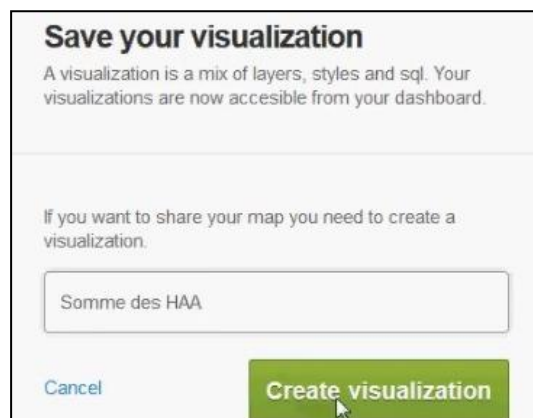 Save your visualization
A visualization is a mix of layers, styles and sql. Your
visualizations are now accesible from your dashboard.
If you want to share your map you need to create a
visualization.
Somme des HAA
Cancel
Create visualization